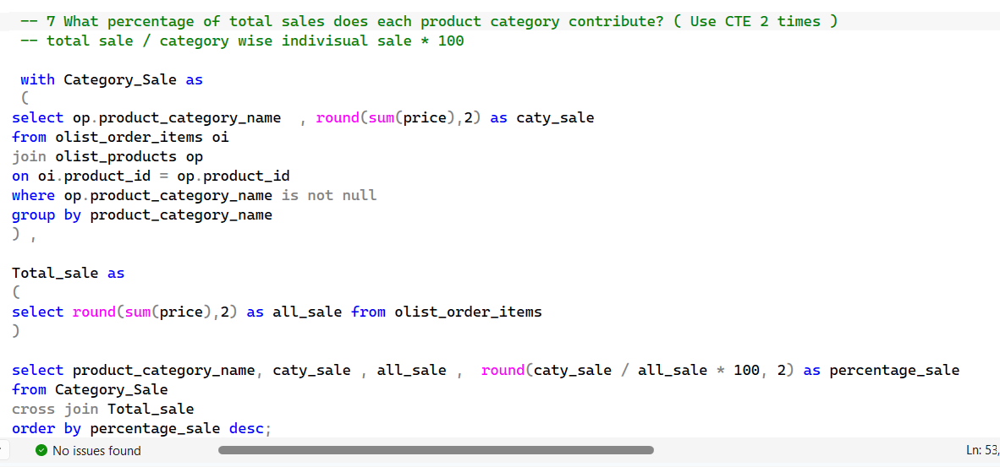 -- 7 What percentage of total sales does each product category contribute? ( Use CTE 2 times )
-- total sale / category wise indivisual sale * 100
with Category_Sale as
(
select op.product_category_name , round(sum(price),2) as caty_sale
from olist_order_items oi
join olist_products op
on oi.product_id = op.product_id
where op.product_category_name is not null
group by product_category_name
) ,
Total_sale as
(
select round(sum(price),2) as all_sale from olist_order_items
)
select product_category_name, caty_sale , all_sale , round(caty_sale / all_sale * 100, 2) as percentage_sale
from Category_Sale
cross join Total_sale
order by percentage_sale desc;
No issues found Ln: 53,